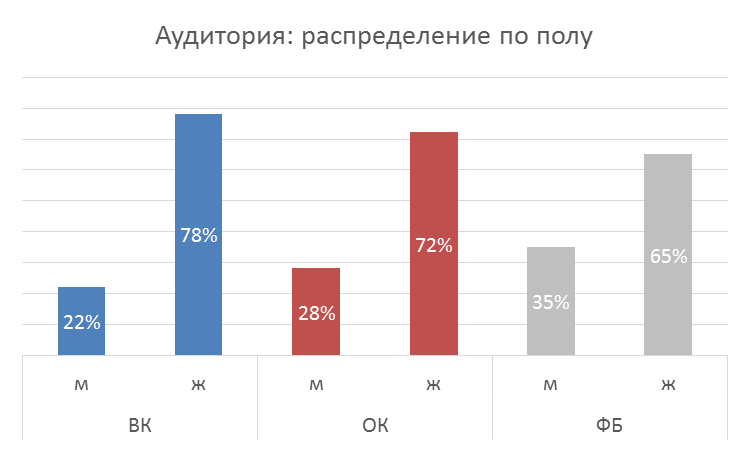 Аудитория: распределение по полу
22%
78%
28%
72%
35%
65%
м ж м ж м ж
ВК ОК ФБ